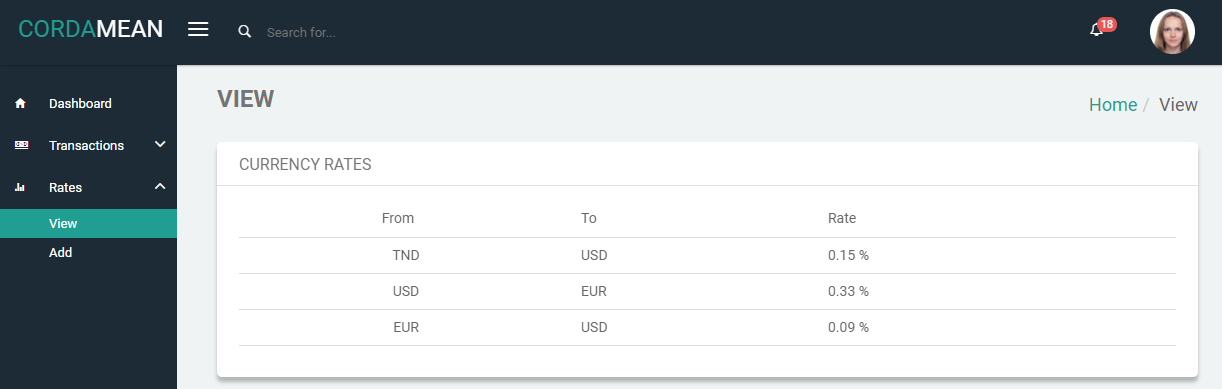 CORDAMEAN
Search for...
18
Dashboard
Transactions
Rates
View
Add
VIEW
Home / View
CURRENCY RATES
From To Rate
TND USD 0.15 %
USD EUR 0.33 %
EUR USD 0.09 %